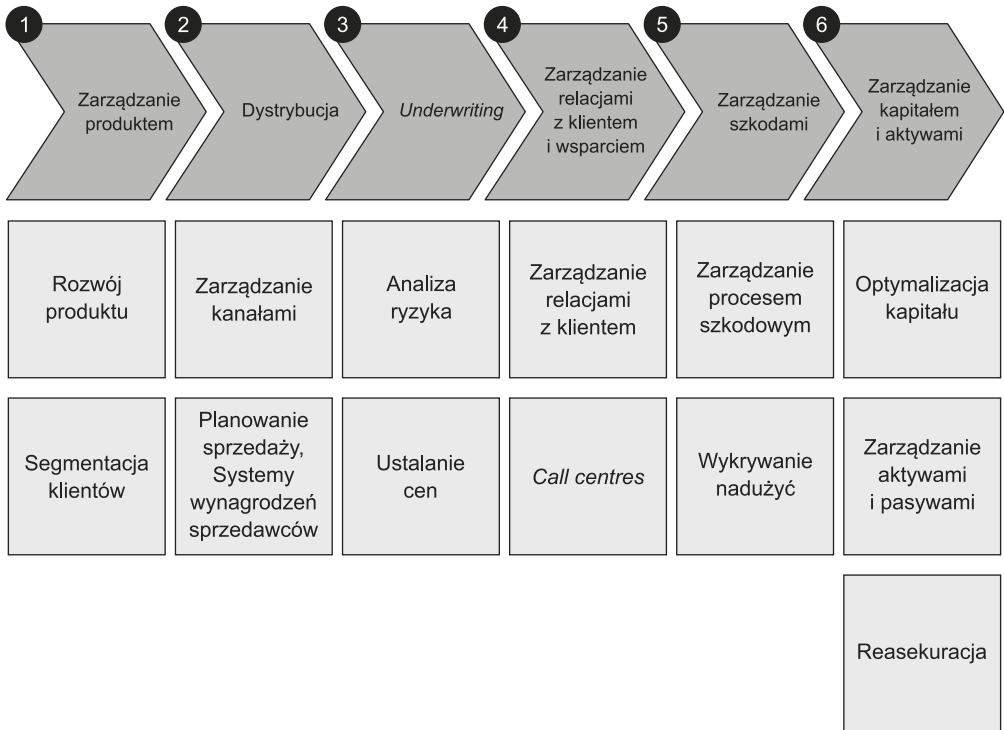 1
Zarządzanie
produktem
2
Dystrybucja
3
Underwriting
4
Zarządzanie
relacjami
z klientem
i wsparciem
5
Zarządzanie
szkodami
6
Zarządzanie
kapitałem
i aktywami
Rozwój
produktu
Zarządzanie
kanałami
Analiza
ryzyka
Zarządzanie
relacjami
z klientem
Zarządzanie
procesem
szkodowym
Optymalizacja
kapitału
Segmentacja
klientów
Planowanie
sprzedaży,
Systemy
wynagrodzeń
sprzedawców
Ustalanie
cen
Call centres
Wykrywanie
nadużyć
Zarządzanie
aktywami
i pasywami
Reasekuracja